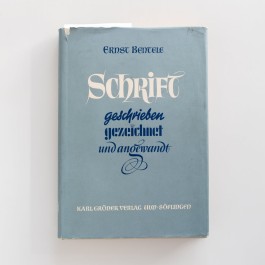 Ernst Bentele
Schrift
geschrieben
gezeichnet
und angewandt
Karl Gröner Verlag Ulm-Söflingen